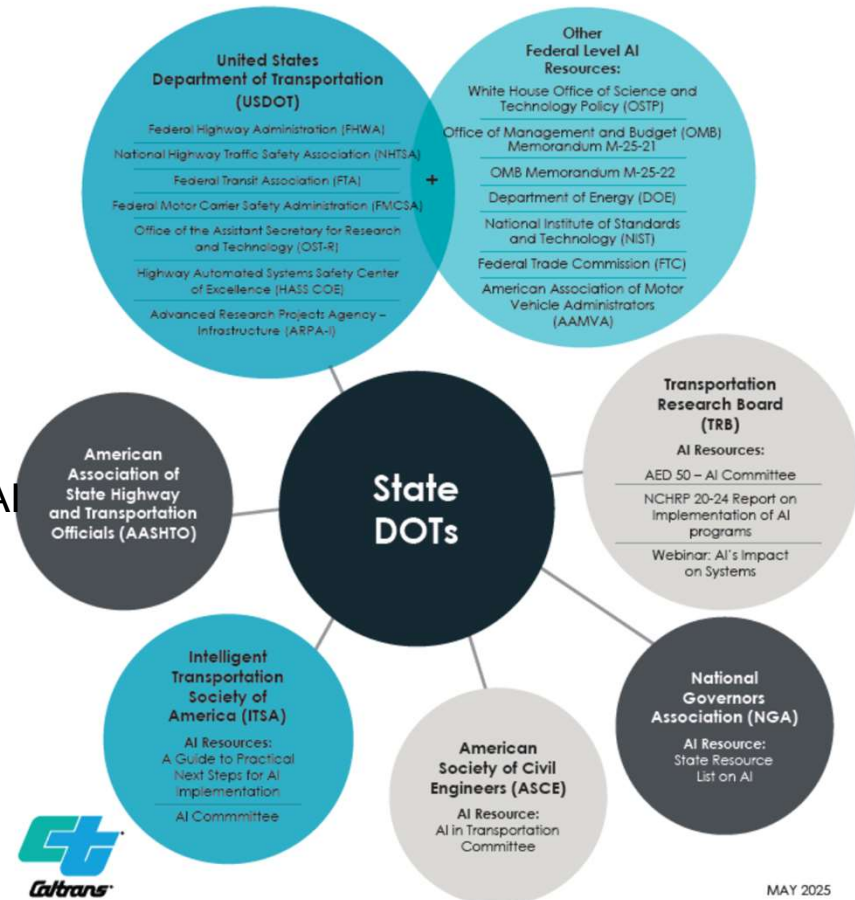 United States
Department of Transportation
(USDOT)
Federal Highway Administration (FHWA)
National Highway Traffic Safety Association (NHTSA)
Federal Transit Association (FTA)
Federal Motor Carrier Safety Administration (FMCSA)
Office of the Assistant Secretary for Research
and Technology (OST-R)
Highway Automated Systems Safety Center
of Excellence (HASS COE)
Advanced Research Projects Agency –
Infrastructure (ARPA-I)
+
Other
Federal Level AI
Resources:
White House Office of Science and
Technology Policy (OSTP)
Office of Management and Budget (OMB)
Memorandum M-25-21
OMB Memorandum M-25-22
Department of Energy (DOE)
National Institute of Standards
and Technology (NIST)
Federal Trade Commission (FTC)
American Association of Motor
Vehicle Administrators
(AAMVA)
Transportation
Research Board
(TRB)
AI Resources:
AED 50 – AI Committee
NCHRP 20-24 Report on
Implementation of AI
programs
Webinar: AI's Impact
on Systems
AI
American
Association of
State Highway
and Transportation
Officials (AASHTO)
State
DOTs
Intelligent
Transportation
Society of
America (ITSA)
AI Resources:
A Guide to Practical
Next Steps for AI
Implementation
AI Commmittee
American
Society of Civil
Engineers (ASCE)
AI Resource:
AI in Transportation
Committee
National
Governors
Association (NGA)
AI Resource:
State Resource
List on AI
ct
Caltrans
MAY 2025